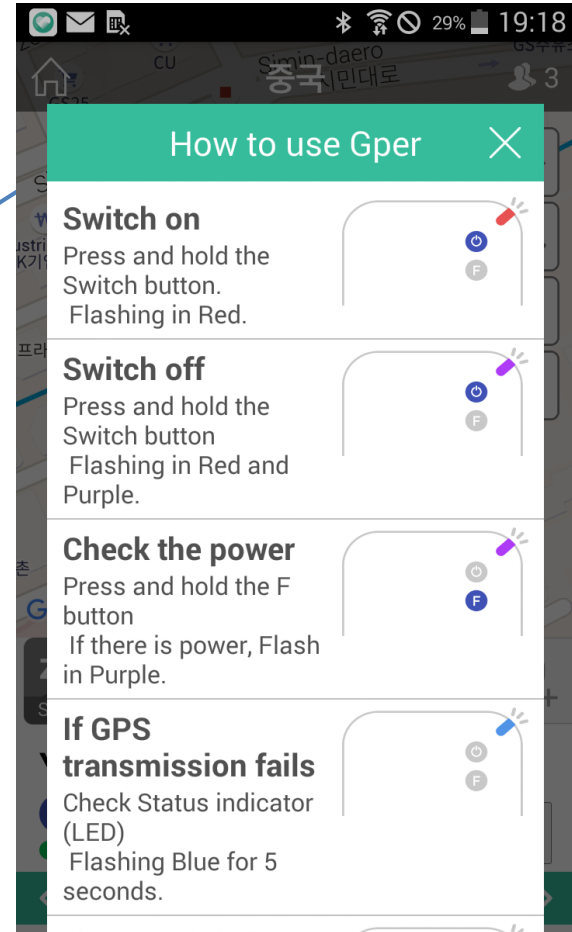 29% 19:18
CU
Simin-daero
시민대로
GS25
중국
3
How to use Gper
Switch on
Press and hold the
Switch button.
Flashing in Red.
F
Switch off
Press and hold the
Switch button
Flashing in Red and
Purple.
F
Check the power
Press and hold the F
button
If there is power, Flash
in Purple.
F
If GPS
transmission fails
Check Status indicator
(LED)
Flashing Blue for 5
seconds.
F